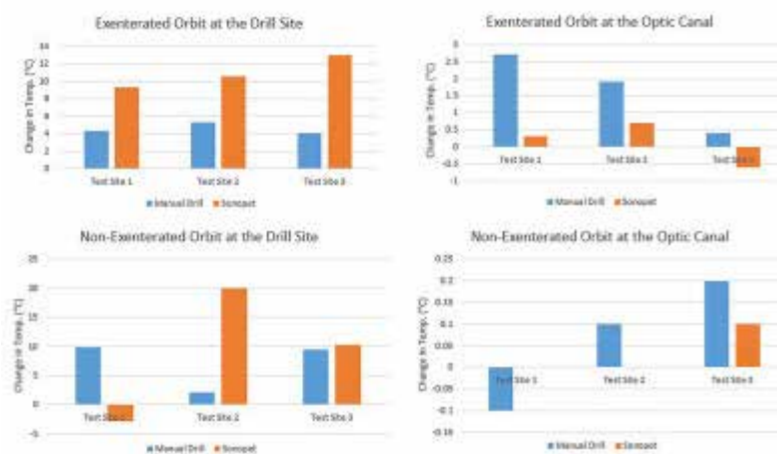 Exenterated Orbit at the Drill Site
Change in Temp. (°C)
14
12
10
8
6
4
2
0
Test Site 1 Test Site 2 Test Site 3
Manual Drill Sonopet
Exenterated Orbit at the Optic Canal
Change in Temp. (°C)
3
2.5
2
1.5
1
0.5
0
-0.5
-1
Test Site 1 Test Site 2 Test Site
Manual Drill Sonopet
Non-Exenterated Orbit at the Drill Site
Change in Temp. (°C)
25
20
15
10
5
0
-5
Test Site Test Site 2 Test Site 3
Manual Drill Sonopet
Non-Exenterated Orbit at the Optic Canal
Change in Temp. (°C)
0.25
0.2
0.15
0.1
0.05
0
-0.05
-0.1
-0.15
Test Site 1 Test Site 2 Test Site 3
Manual Drill Sonopet